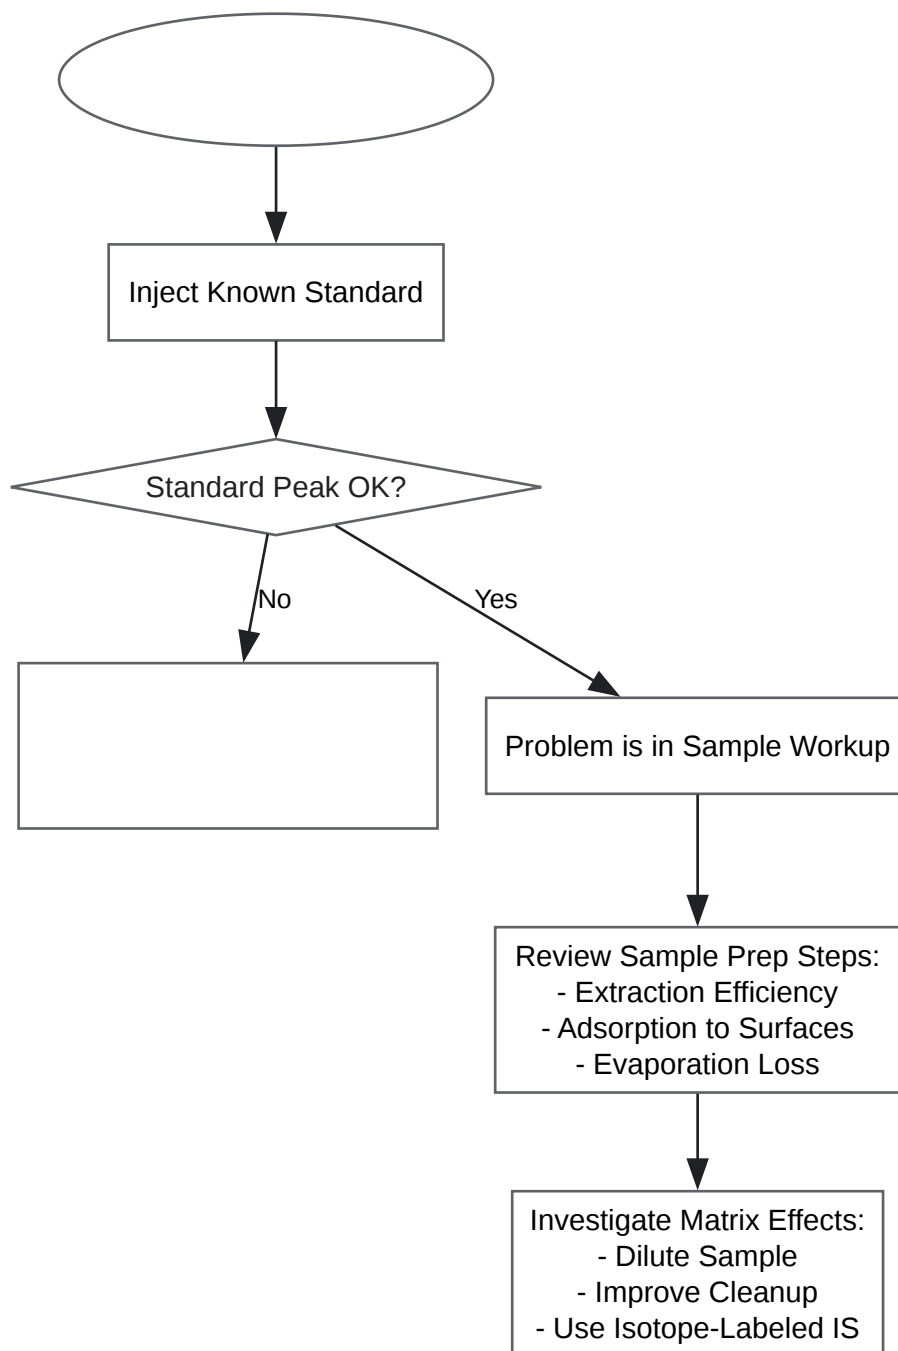 Inject Known Standard
Standard Peak OK?
No
Yes
Problem is in Sample Workup
Review Sample Prep Steps:
- Extraction Efficiency
- Adsorption to Surfaces
- Evaporation Loss
Investigate Matrix Effects:
- Dilute Sample
- Improve Cleanup
- Use Isotope-Labeled IS